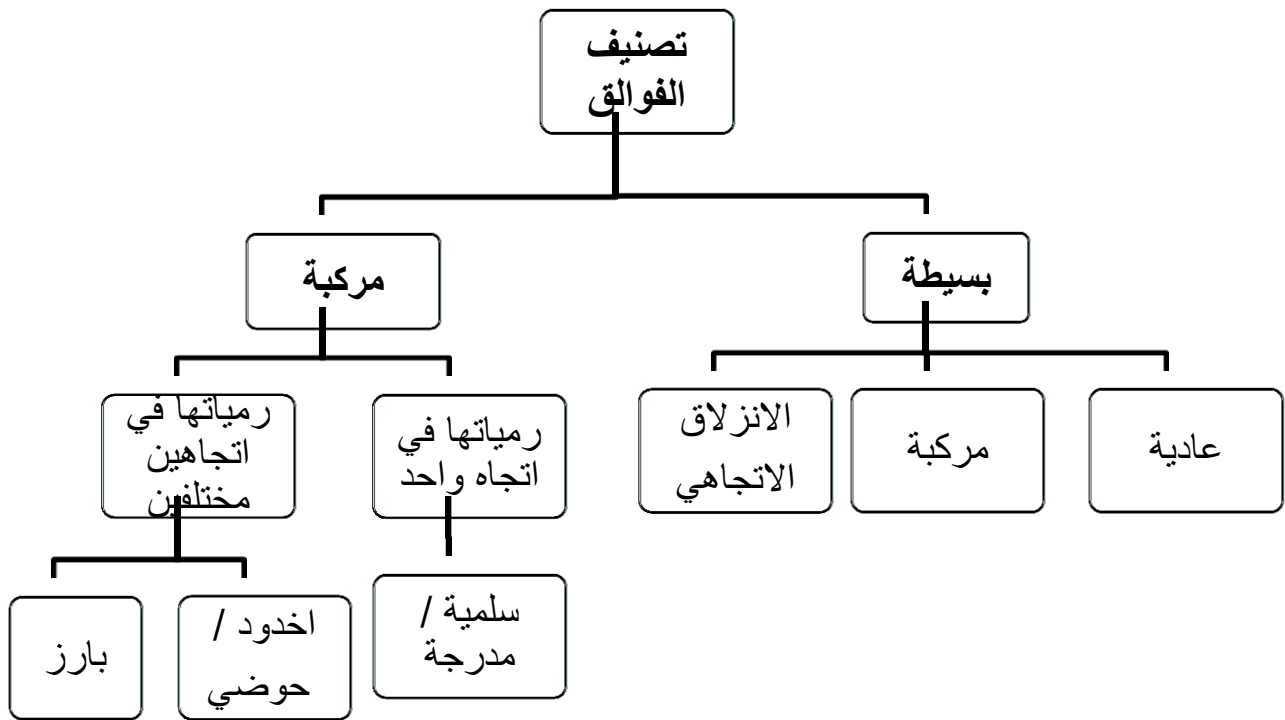 تصنيف
الفوالق
بسيطة
مركبة
عادية
مركبة
الانزلاق
الاتجاهي
رمياتها في
اتجاه واحد
رمياتها في
اتجاهين
مختلفين
سلمية /
مدرجة
اخدود /
حوضي
بارز